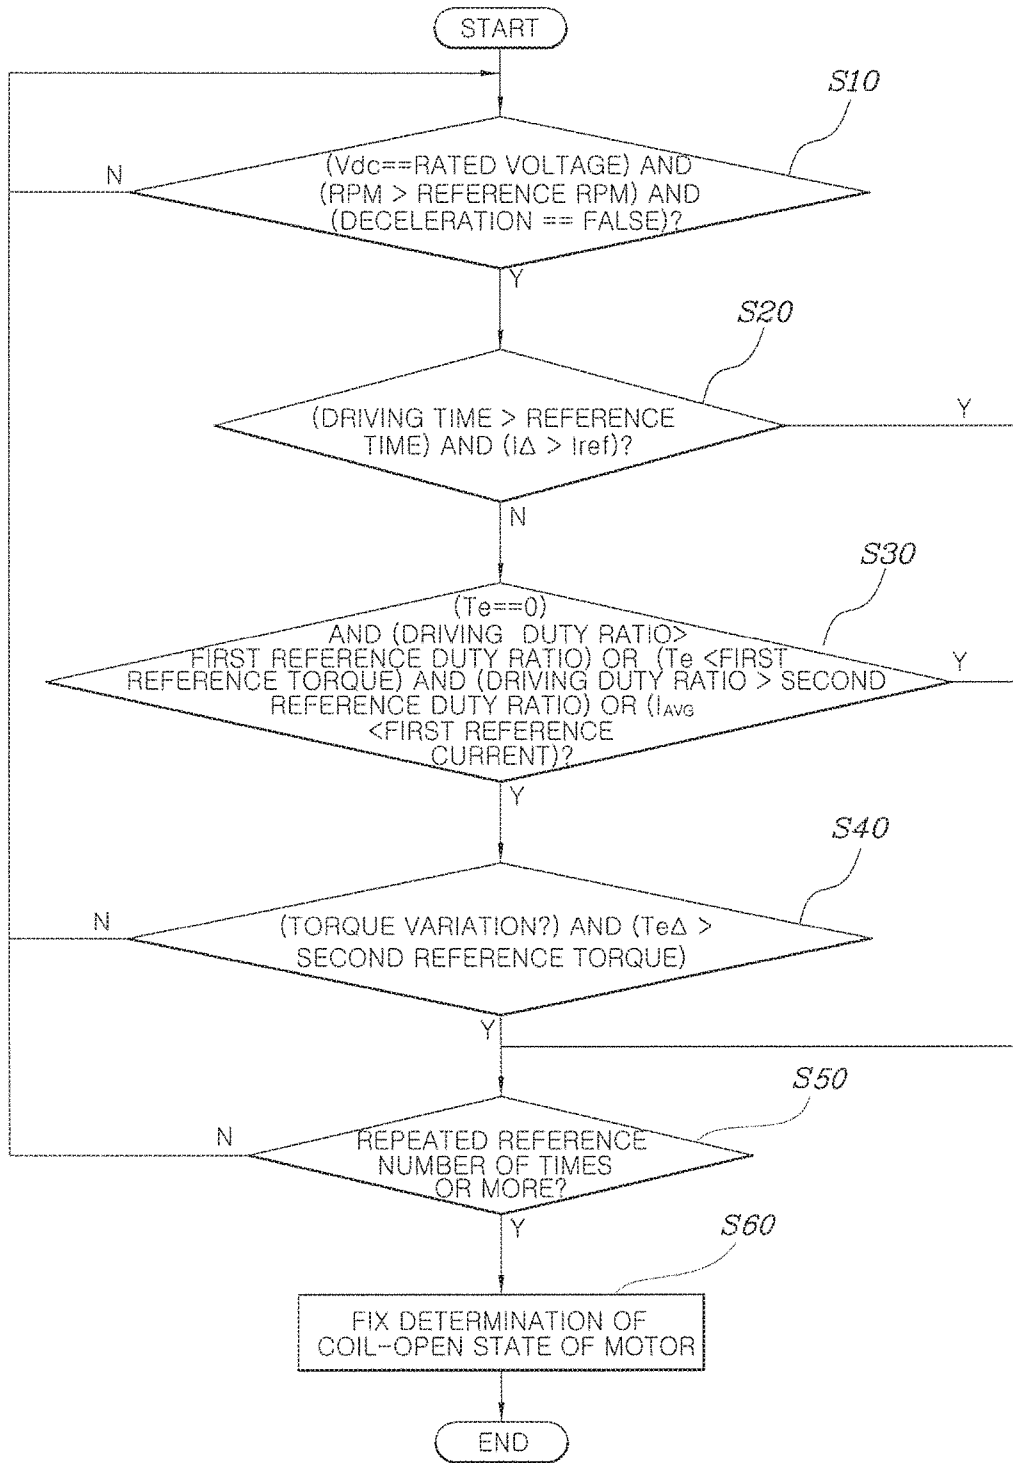 START
S10
N
(Vdc==RATED VOLTAGE) AND
(RPM > REFERENCE RPM) AND
(DECELERATION == FALSE)?
Y
S20
(DRIVING TIME > REFERENCE
TIME) AND (I∆ > Iref)?
Y
N
S30
(Te==0)
AND (DRIVING DUTY RATIO>
FIRST REFERENCE DUTY RATIO) OR (Te <FIRST
REFERENCE TORQUE) AND (DRIVING DUTY RATIO > SECOND
REFERENCE DUTY RATIO) OR (IAVG
<FIRST REFERENCE
CURRENT)?
Y
Y
S40
N
(TORQUE VARIATION?) AND (Te∆ >
SECOND REFERENCE TORQUE)
Y
S50
N
REPEATED REFERENCE
NUMBER OF TIMES
OR MORE?
Y
S60
FIX DETERMINATION OF
COIL-OPEN STATE OF MOTOR
END